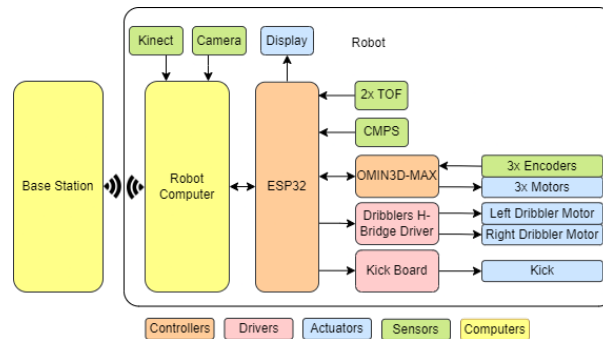 Kinect
Camera
Display
Robot
2x TOF
CMPS
Base Station
Robot
Computer
ESP32
OMIN3D-MAX
3x Encoders
3x Motors
Dribblers H-
Bridge Driver
Left Dribbler Motor
Right Dribbler Motor
Kick Board
Kick
Controllers
Drivers
Actuators
Sensors
Computers